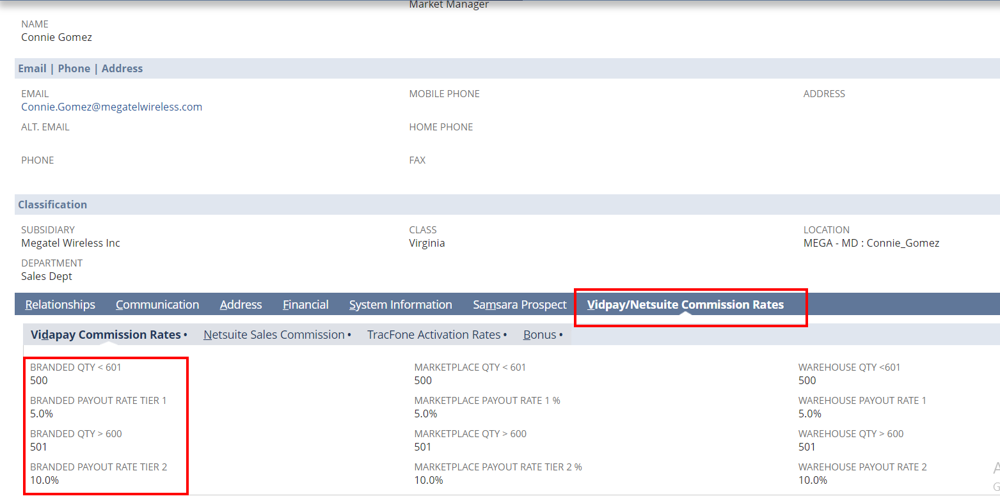 Market Manager
NAME
Connie Gomez
Email | Phone | Address
EMAIL
Connie.Gomez@megatelwireless.com
MOBILE PHONE
ADDRESS
ALT. EMAIL
HOME PHONE
PHONE
FAX
Classification
SUBSIDIARY
Megatel Wireless Inc
CLASS
Virginia
LOCATION
MEGA - MD : Connie_Gomez
DEPARTMENT
Sales Dept
Relationships Communication Address Financial System Information Samsara Prospect Vidpay/Netsuite Commission Rates
Vidapay Commission Rates • Netsuite Sales Commission • TracFone Activation Rates • Bonus •
BRANDED QTY < 601
500
BRANDED PAYOUT RATE TIER 1
5.0%
BRANDED QTY > 600
501
BRANDED PAYOUT RATE TIER 2
10.0%
MARKETPLACE QTY < 601
500
MARKETPLACE PAYOUT RATE 1 %
5.0%
MARKETPLACE QTY > 600
501
MARKETPLACE PAYOUT RATE TIER 2 %
10.0%
WAREHOUSE QTY <601
500
WAREHOUSE PAYOUT RATE 1
5.0%
WAREHOUSE QTY > 600
501
WAREHOUSE PAYOUT RATE 2
10.0%